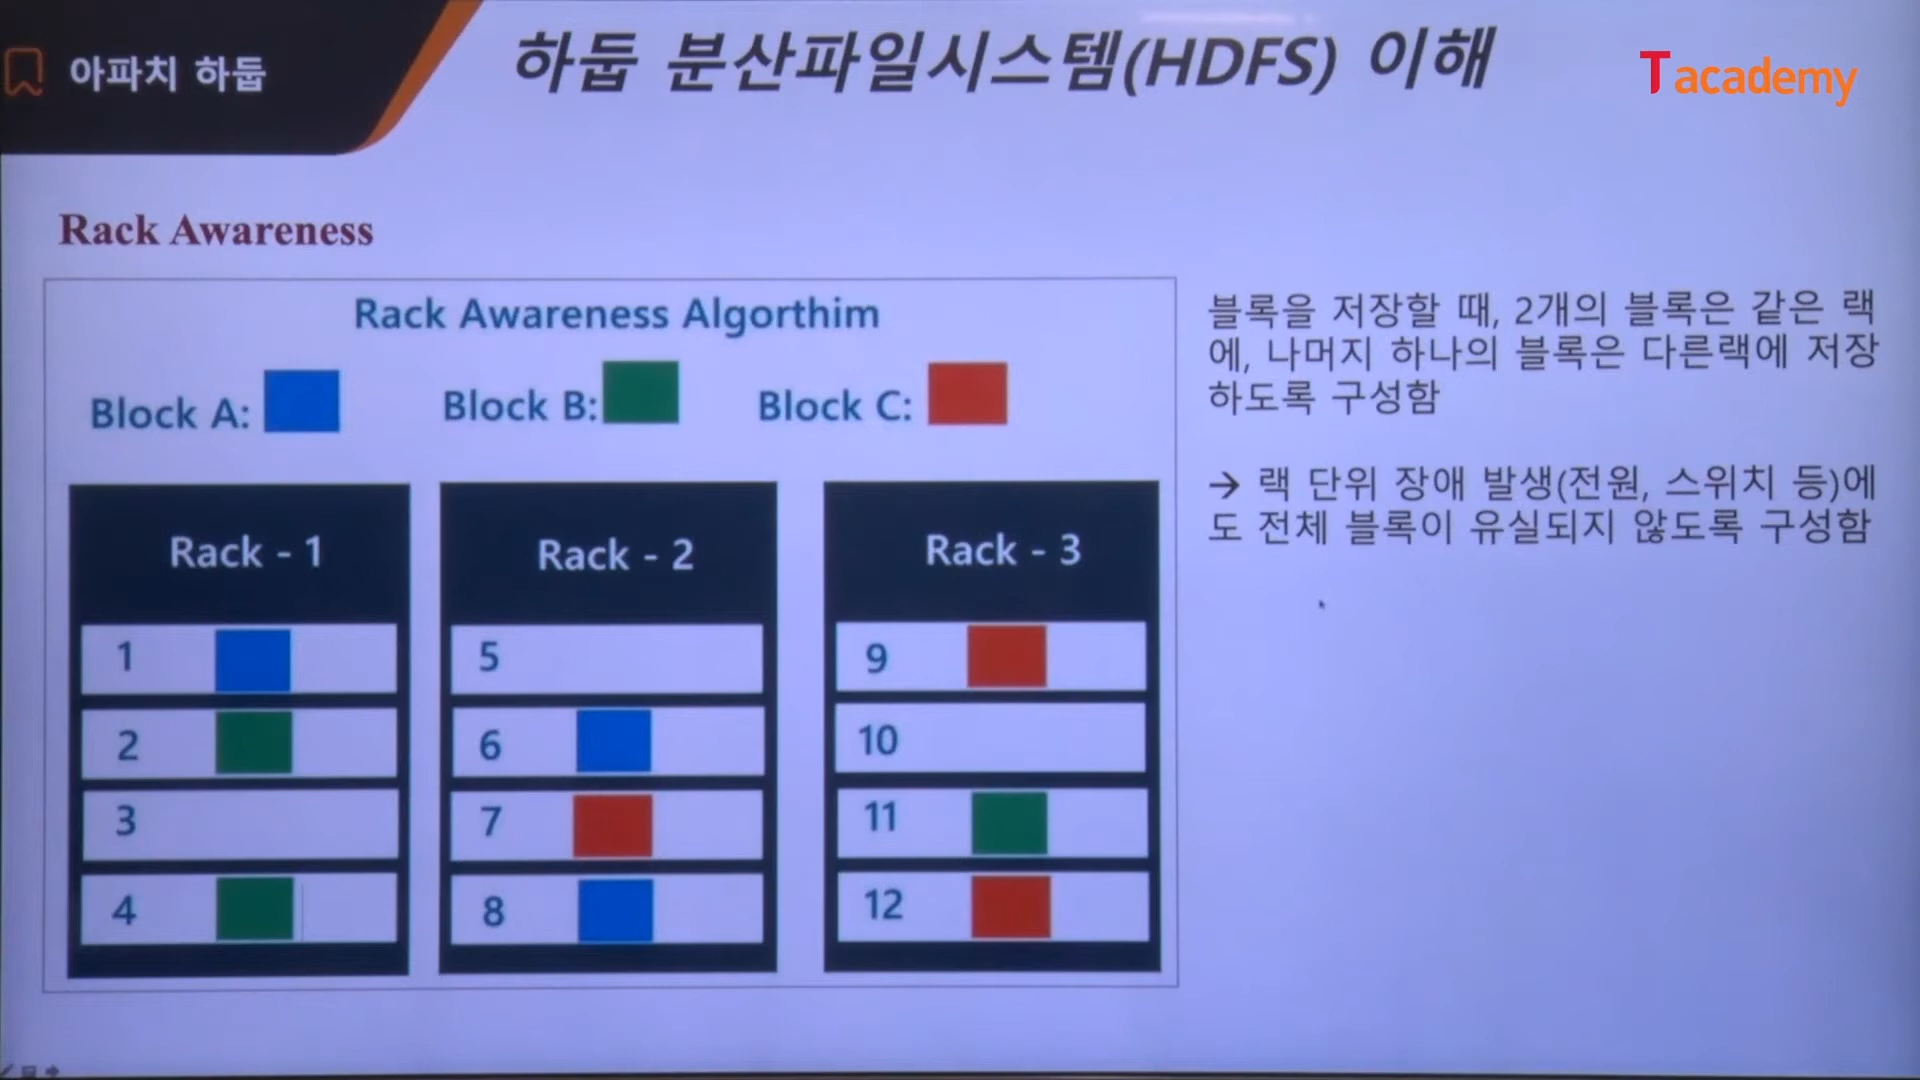 아파치 하둡
하둡 분산파일시스템(HDFS) 이해
T academy
Rack Awareness
Rack Awareness Algorthim
Block A:
Block B:
Block C:
블록을 저장할 때, 2개의 블록은 같은 랙
에, 나머지 하나의 블록은 다른랙에 저장
하도록 구성함
→ 랙 단위 장애 발생(전원, 스위치 등)에
도 전체 블록이 유실되지 않도록 구성함
Rack - 1
1
2
3
4
Rack - 2
5
6
7
8
Rack - 3
9
10
11
12